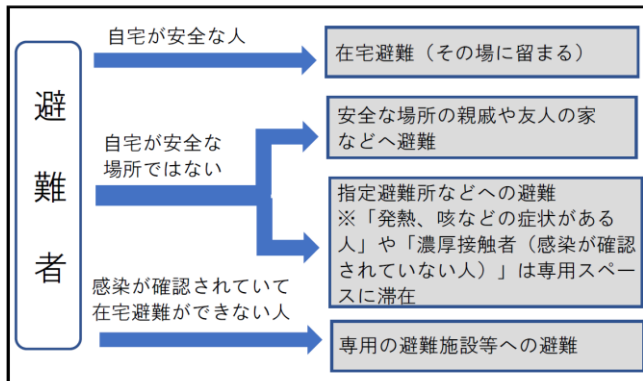 避難者
自宅が安全な人
在宅避難（その場に留まる）
自宅が安全な
場所ではない
安全な場所の親戚や友人の家
などへ避難
指定避難所などへの避難
※「発熱、咳などの症状がある
人」や「濃厚接触者（感染が確認
されていない人）」は専用スペー
スに滞在
感染が確認されていて
在宅避難ができない人
専用の避難施設等への避難